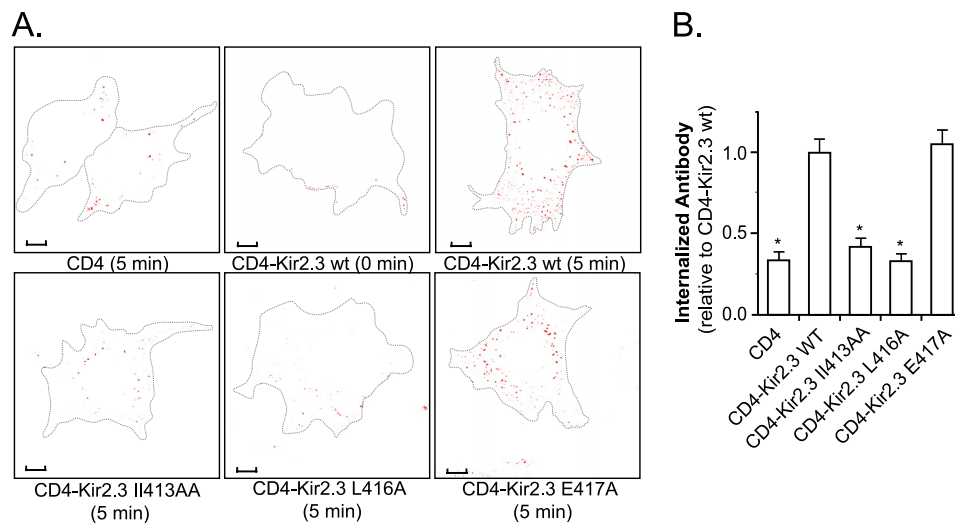 A.
CD4 (5 min)
CD4-Kir2.3 wt (0 min)
CD4-Kir2.3 wt (5 min)
CD4-Kir2.3 II413AA
(5 min)
CD4-Kir2.3 L416A
(5 min)
CD4-Kir2.3 E417A
(5 min)
B.
Internalized Antibody
(relative to CD4-Kir2.3 wt)
1.0
0.5
0.0
*
*
*
CD4
CD4-Kir2.3 WT
CD4-Kir2.3 II413AA
CD4-Kir2.3 L416A
CD4-Kir2.3 E417A